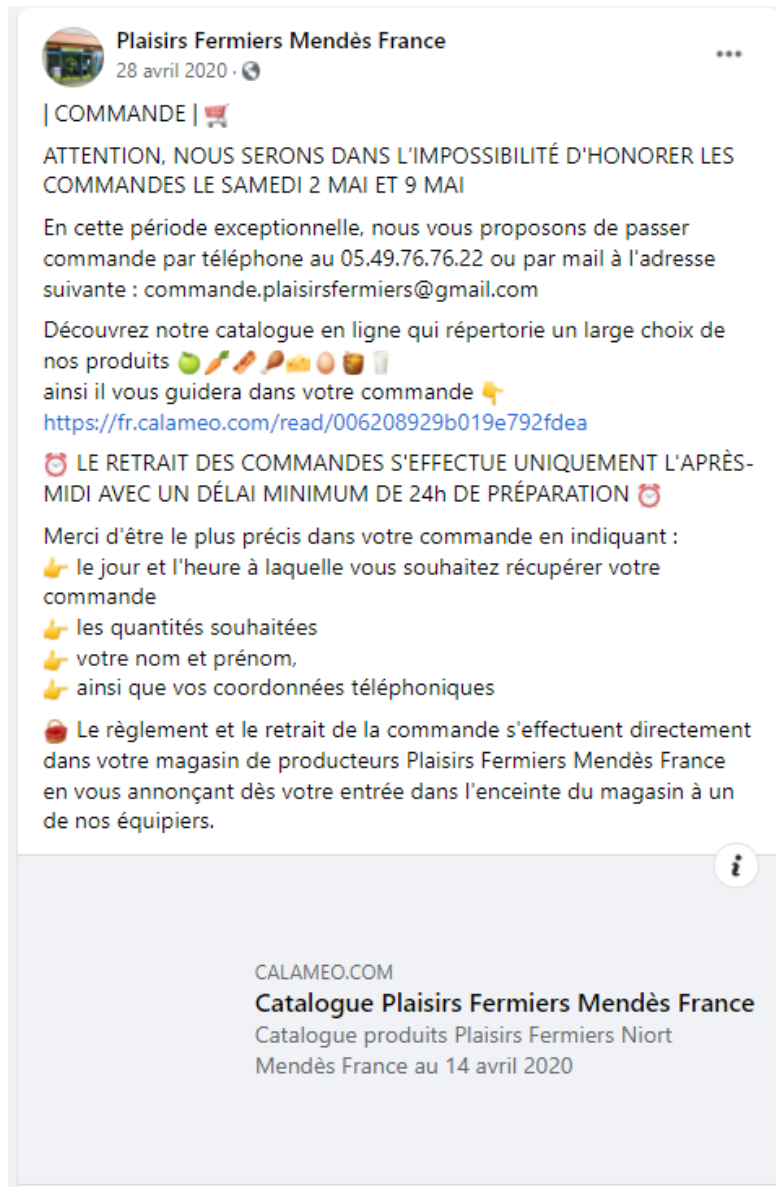 Plaisirs Fermiers Mendès France
28 avril 2020 ·
| COMMANDE | 🛒
ATTENTION, NOUS SERONS DANS L'IMPOSSIBILITÉ D'HONORER LES
COMMANDES LE SAMEDI 2 MAI ET 9 MAI
En cette période exceptionnelle, nous vous proposons de passer
commande par téléphone au 05.49.76.76.22 ou par mail à l'adresse
suivante : commande.plaisirsfermiers@gmail.com
Découvrez notre catalogue en ligne qui répertorie un large choix de
nos produits 🍏🥕🥓🍗🧀🥚🍯🥛
ainsi il vous guidera dans votre commande 👇
https://fr.calameo.com/read/006208929b019e792fdea
⏰ LE RETRAIT DES COMMANDES S'EFFECTUE UNIQUEMENT L'APRÈS-
MIDI AVEC UN DÉLAI MINIMUM DE 24h DE PRÉPARATION ⏰
Merci d'être le plus précis dans votre commande en indiquant :
👉 le jour et l'heure à laquelle vous souhaitez récupérer votre
commande
👉 les quantités souhaitées
👉 votre nom et prénom,
👉 ainsi que vos coordonnées téléphoniques
Le règlement et le retrait de la commande s'effectuent directement
dans votre magasin de producteurs Plaisirs Fermiers Mendès France
en vous annonçant dès votre entrée dans l'enceinte du magasin à un
de nos équipiers.
i
CALAMEO.COM
Catalogue Plaisirs Fermiers Mendès France
Catalogue produits Plaisirs Fermiers Niort
Mendès France au 14 avril 2020